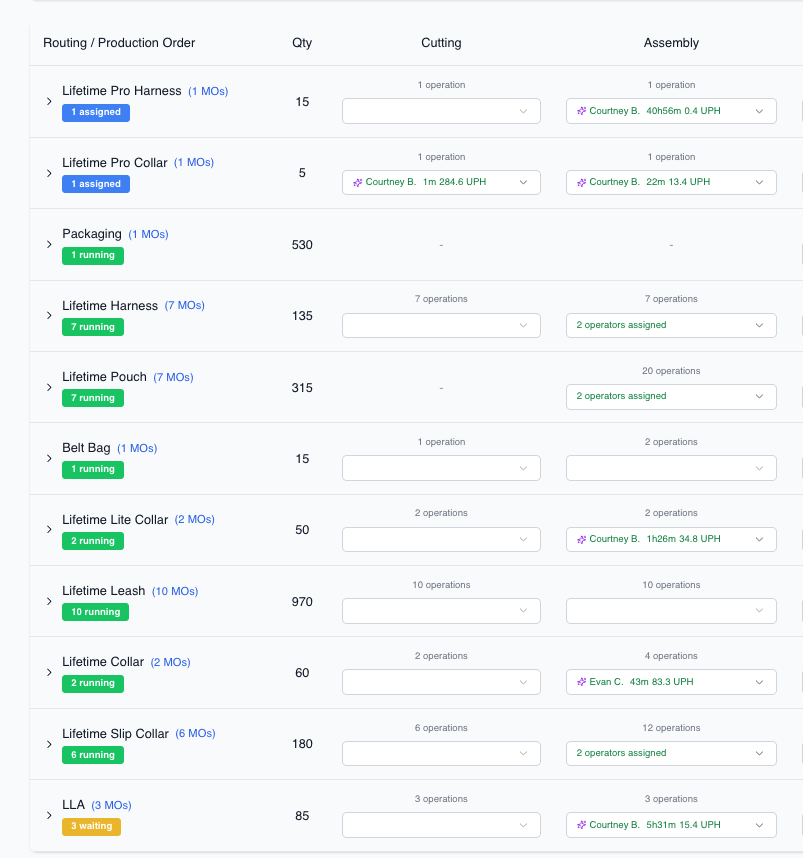 Routing / Production Order Qty Cutting Assembly
1 operation 1 operation
Lifetime Pro Harness (1 MOs)
15 Courtney B. 40h56m 0.4 UPH
1 assigned
1 operation 1 operation
Lifetime Pro Collar (1 MOs)
5 Courtney B. 1m 284.6 UPH Courtney B. 22m 13.4 UPH
1 assigned
Packaging (1 MOs)
530 - -
1 running
7 operations 7 operations
Lifetime Harness (7 MOs)
135 2 operators assigned
7 running
20 operations
Lifetime Pouch (7 MOs)
315 - 2 operators assigned
7 running
1 operation 2 operations
Belt Bag (1 MOs)
15
1 running
2 operations 2 operations
Lifetime Lite Collar (2 MOs)
50 Courtney B. 1h26m 34.8 UPH
2 running
10 operations 10 operations
Lifetime Leash (10 MOs)
970
10 running
2 operations 4 operations
Lifetime Collar (2 MOs)
60 Evan C. 43m 83.3 UPH
2 running
6 operations 12 operations
Lifetime Slip Collar (6 MOs)
180 2 operators assigned
6 running
3 operations 3 operations
LLA (3 MOs)
85 Courtney B. 5h31m 15.4 UPH
3 waiting